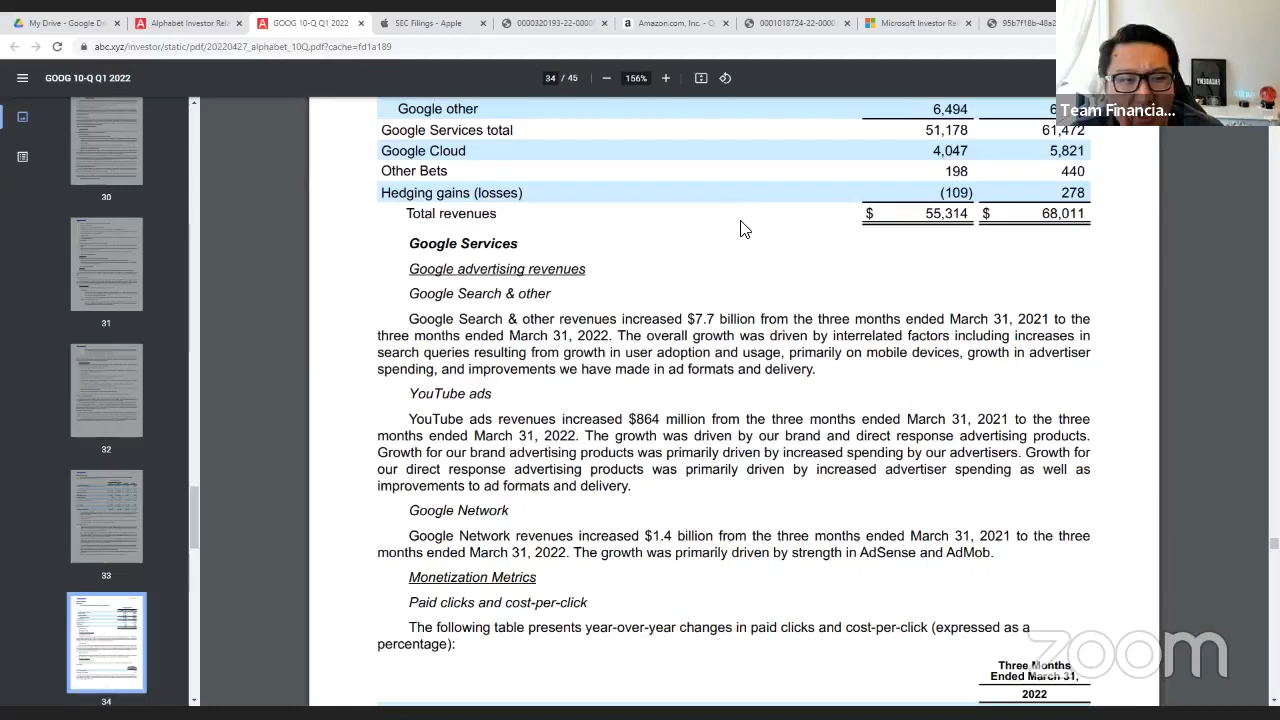 My Drive - Google Dri
Alphabet Investor Rela
GOOG 10-Q Q1 2022
SEC Filings - Apple
0000320193-22-00005
Amazon.com, Inc. - Q
0001018724-22-0000
Microsoft Investor Rel
95b7f18b-48a2
abc.xyz/investor/static/pdf/20220427_alphabet_10Q.pdf?cache=fd1a189
GOOG 10-Q Q1 2022
34 / 45
156%
Team Financia...
30
31
32
33
34
Google other 6,494 6
Google Services total 51,178 61,472
Google Cloud 4,047 5,821
Other Bets 198 440
Hedging gains (losses) (109) 278
Total revenues $ 55,314 $ 68,011
Google Services
Google advertising revenues
Google Search & other
Google Search & other revenues increased $7.7 billion from the three months ended March 31, 2021 to the
three months ended March 31, 2022. The overall growth was driven by interrelated factors including increases in
search queries resulting from growth in user adoption and usage, primarily on mobile devices, growth in advertiser
spending, and improvements we have made in ad formats and delivery.
YouTube ads
YouTube ads revenues increased $864 million from the three months ended March 31, 2021 to the three
months ended March 31, 2022. The growth was driven by our brand and direct response advertising products.
Growth for our brand advertising products was primarily driven by increased spending by our advertisers. Growth for
our direct response advertising products was primarily driven by increased advertiser spending as well as
improvements to ad formats and delivery.
Google Network
Google Network revenues increased $1.4 billion from the three months ended March 31, 2021 to the three
months ended March 31, 2022. The growth was primarily driven by strength in AdSense and AdMob.
Monetization Metrics
Paid clicks and cost-per-click
The following table presents year-over-year changes in paid clicks and cost-per-click (expressed as a
percentage):
Three Months
Ended March 31,
2022
zoom